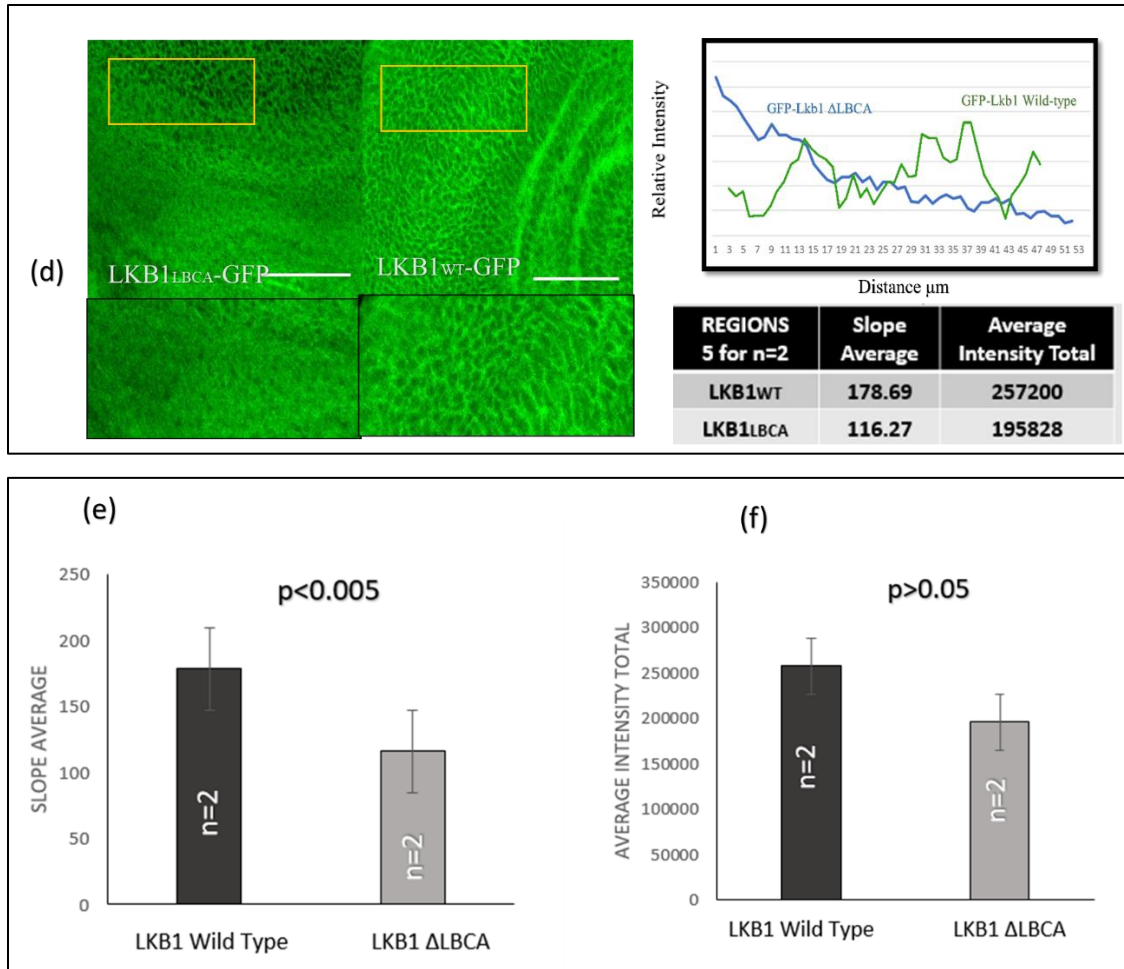 (d)
LKB1LBCA-GFP
LKB1WT-GFP
Relative Intensity
GFP-Lkb1 ΔLBCA
GFP-Lkb1 Wild-type
1 3 5 7 9 11 13 15 17 19 21 23 25 27 29 31 33 35 37 39 41 43 45 47 49 51 53
Distance µm
REGIONS
5 for n=2
Slope
Average
Average
Intensity Total
LKB1WT 178.69 257200
LKB1LBCA 116.27 195828
(e)
p<0.005
SLOPE AVERAGE
250
200
150
100
50
0
n=2
n=2
LKB1 Wild Type
LKB1 ΔLBCA
(f)
p>0.05
AVERAGE INTENSITY TOTAL
350000
300000
250000
200000
150000
100000
50000
0
n=2
n=2
LKB1 Wild Type
LKB1 ΔLBCA